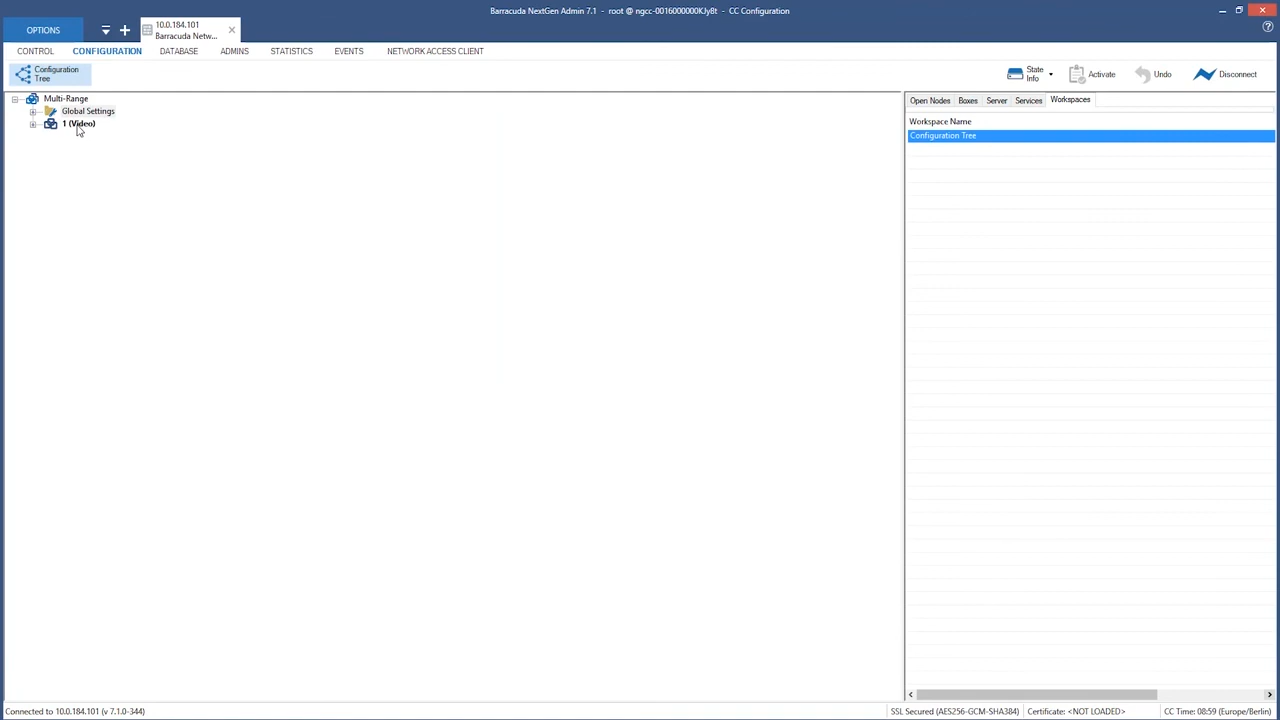 Barracuda NextGen Admin 7.1 - root @ ngcc-0016000000KJyBt - CC Configuration
OPTIONS
10.0.184.101
Barracuda Netw...
CONTROL CONFIGURATION DATABASE ADMINS STATISTICS EVENTS NETWORK ACCESS CLIENT
Configuration
Tree
State
Info
Activate
Undo
Disconnect
Multi-Range
Global Settings
1 (Video)
Open Nodes Boxes Server Services Workspaces
Workspace Name
Configuration Tree
Connected to 10.0.184.101 (v 7.1.0-344)
SSL Secured (AES256-GCM-SHA384) Certificate: <NOT LOADED> CC Time: 08:59 (Europe/Berlin)